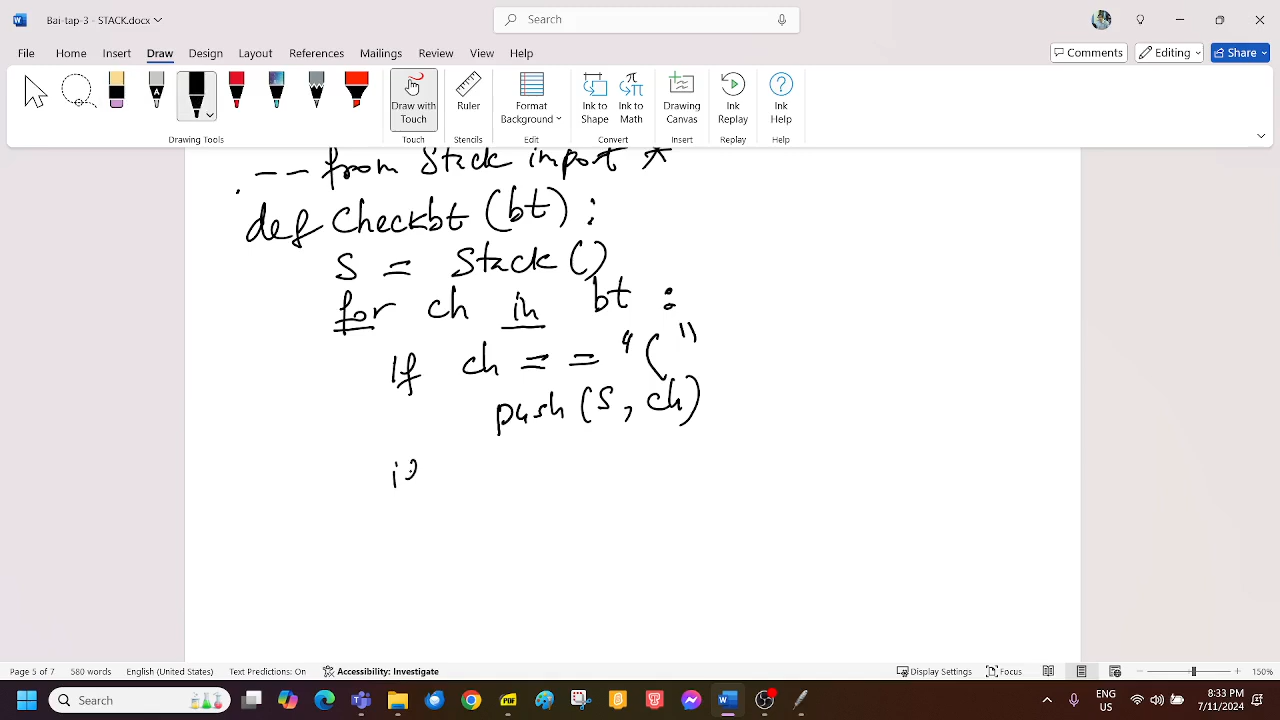 Bai-tap-3 - STACK.docx
Search
File Home Insert Draw Design Layout References Mailings Review View Help
Comments Editing Share
Draw with Touch
Ruler
Format Background
Ink to Shape
Ink to Math
Drawing Canvas
Ink Replay
Ink Help
Drawing Tools Touch Stencils Edit Convert Insert Replay Help
. -- from Stack import *
def Checkbt (bt) :
S = Stack ()
for ch in bt :
If ch == "("
push (S, ch)
Page 5 of 7 580 words English (United States) Text Predictions: On Accessibility: Investigate Display Settings Focus 150%
Search
ENG US
8:33 PM
7/11/2024